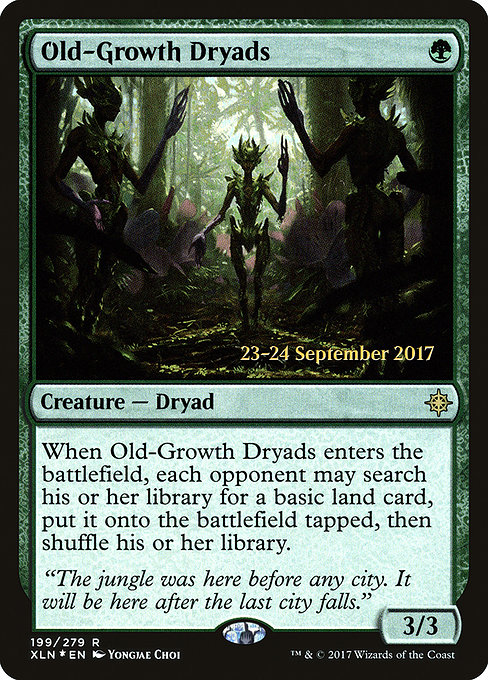 Old-Growth Dryads
23–24 September 2017
Creature — Dryad
When Old-Growth Dryads enters the
battlefield, each opponent may search
his or her library for a basic land card,
put it onto the battlefield tapped, then
shuffle his or her library.
“The jungle was here before any city. It
will be here after the last city falls.”
3/3
199/279 R
XLN ★ EN Yongjae Choi
™ & © 2017 Wizards of the Coast